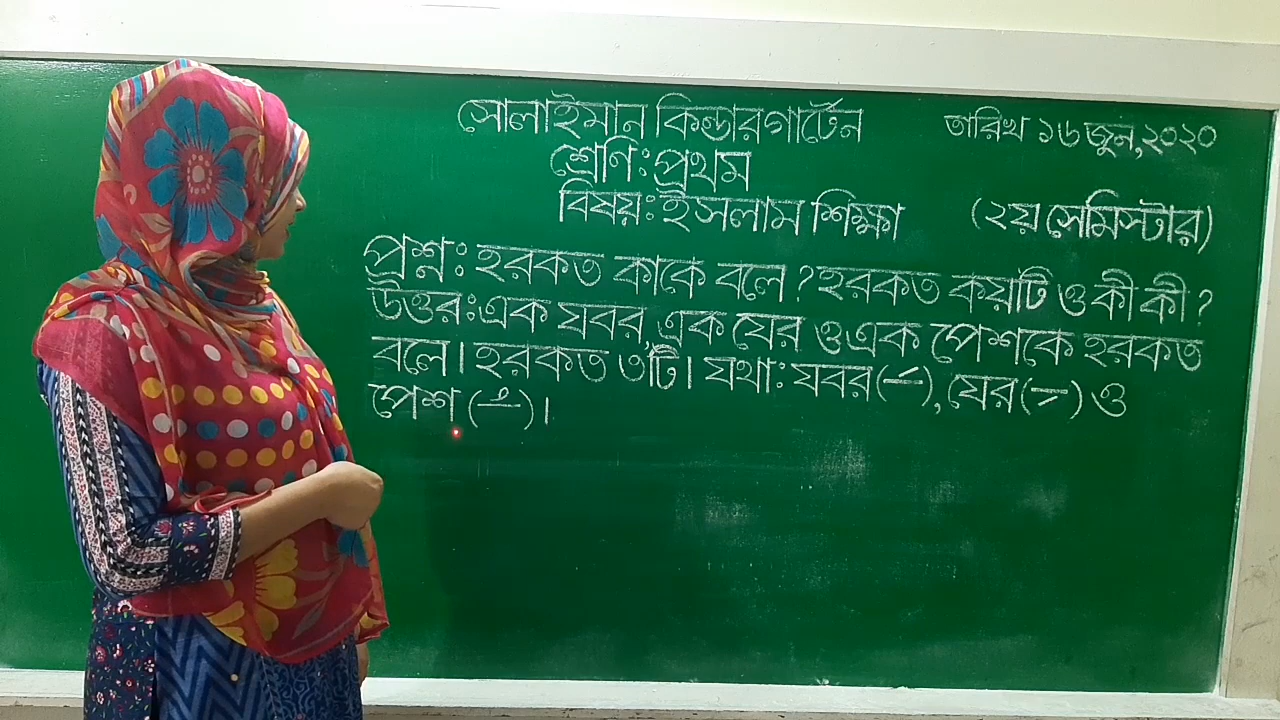 সোলাইমান কিন্ডারগার্টেন
তারিখ ১৬ জুন, ২০২০
শ্রেণি: প্রথম
বিষয়: ইসলাম শিক্ষা
(২য় সেমিস্টার)
প্রশ্ন: হরকত কাকে বলে? হরকত কয়টি ও কী কী?
উত্তর: এক যবর, এক যের ও এক পেশকে হরকত
বলে। হরকত ৩টি। যথা: যবর (–́), যের (–̗) ও
পেশ (–ُ)।